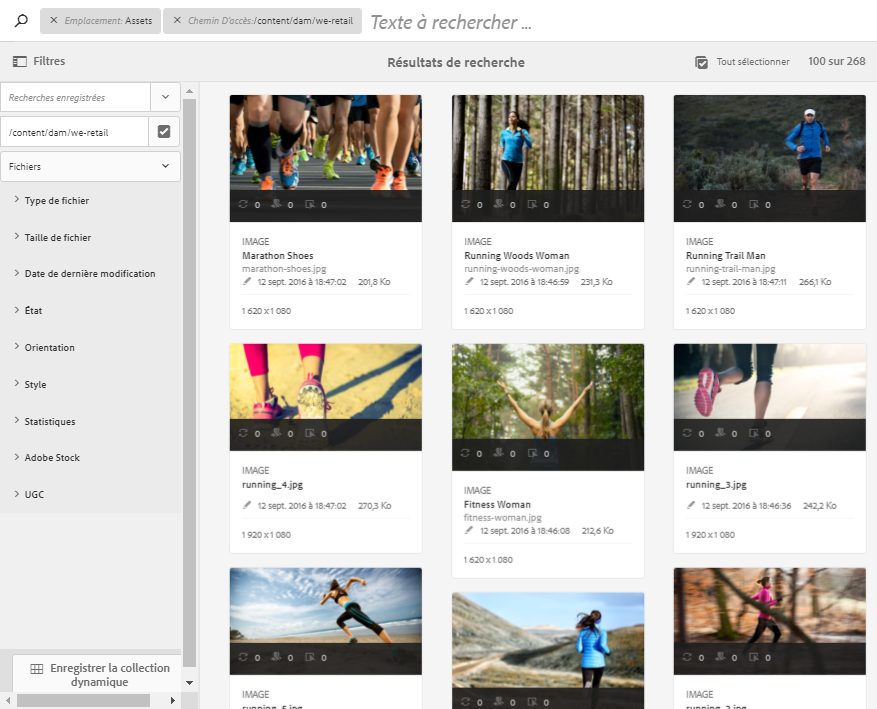 Emplacement: Assets
Chemin D'accès:/content/dam/we-retail
Texte à rechercher ...
Filtres
Résultats de recherche
Tout sélectionner
100 sur 268
Recherches enregistrées
/content/dam/we-retail
Fichiers
Type de fichier
Taille de fichier
Date de dernière modification
État
Orientation
Style
Statistiques
Adobe Stock
UGC
Enregistrer la collection
dynamique
0 0 0
IMAGE
Marathon Shoes
marathon-shoes.jpg
12 sept. 2016 à 18:47:02 201,8 Ko
1 620 x 1 080
0 0 0
IMAGE
Running Woods Woman
running-woods-woman.jpg
12 sept. 2016 à 18:46:59 231,3 Ko
1 620 x 1 080
0 0 0
IMAGE
Running Trail Man
running-trail-man.jpg
12 sept. 2016 à 18:47:11 266,1 Ko
1 620 x 1 080
0 0 0
IMAGE
running_4.jpg
12 sept. 2016 à 18:47:02 270,3 Ko
1 920 x 1 080
0 0 0
IMAGE
Fitness Woman
fitness-woman.jpg
12 sept. 2016 à 18:46:08 212,6 Ko
1 620 x 1 080
0 0 0
IMAGE
running_3.jpg
12 sept. 2016 à 18:46:36 242,2 Ko
1 920 x 1 080
0 0 0
IMAGE
running_5.jpg
0 0 0
0 0 0
IMAGE
running_2.jpg